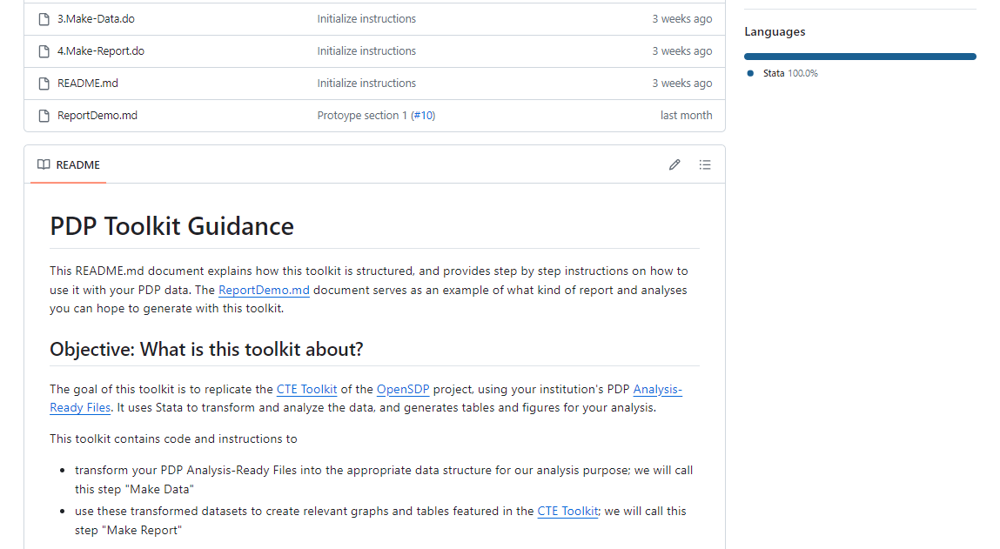 3.Make-Data.do Initialize instructions 3 weeks ago
4.Make-Report.do Initialize instructions 3 weeks ago
README.md Initialize instructions 3 weeks ago
ReportDemo.md Protoype section 1 (#10) last month
Languages
Stata 100.0%
README
PDP Toolkit Guidance
This README.md document explains how this toolkit is structured, and provides step by step instructions on how to
use it with your PDP data. The ReportDemo.md document serves as an example of what kind of report and analyses
you can hope to generate with this toolkit.
Objective: What is this toolkit about?
The goal of this toolkit is to replicate the CTE Toolkit of the OpenSDP project, using your institution's PDP Analysis-
Ready Files. It uses Stata to transform and analyze the data, and generates tables and figures for your analysis.
This toolkit contains code and instructions to
• transform your PDP Analysis-Ready Files into the appropriate data structure for our analysis purpose; we will call
this step "Make Data"
• use these transformed datasets to create relevant graphs and tables featured in the CTE Toolkit; we will call this
step "Make Report"